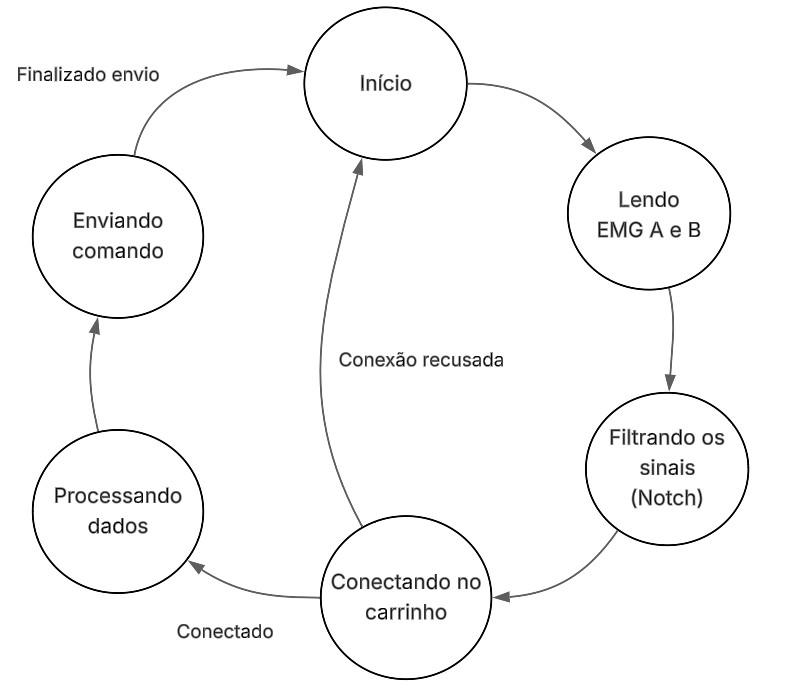 Finalizado envio
Início
Lendo
EMG A e B
Enviando
comando
Conexão recusada
Filtrando os
sinais
(Notch)
Processando
dados
Conectando no
carrinho
Conectado